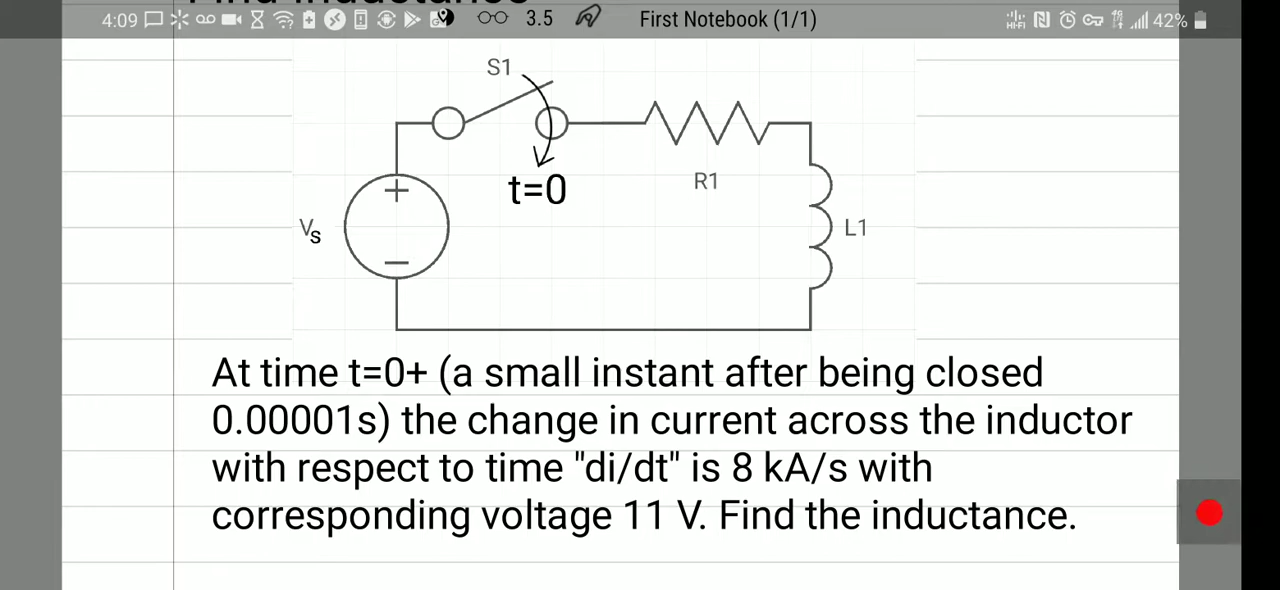 4:09 3.5 First Notebook (1/1) HI-FI 42%
S1
t=0
R1
+
Vs
L1
At time t=0+ (a small instant after being closed
0.00001s) the change in current across the inductor
with respect to time "di/dt" is 8 kA/s with
corresponding voltage 11 V. Find the inductance.